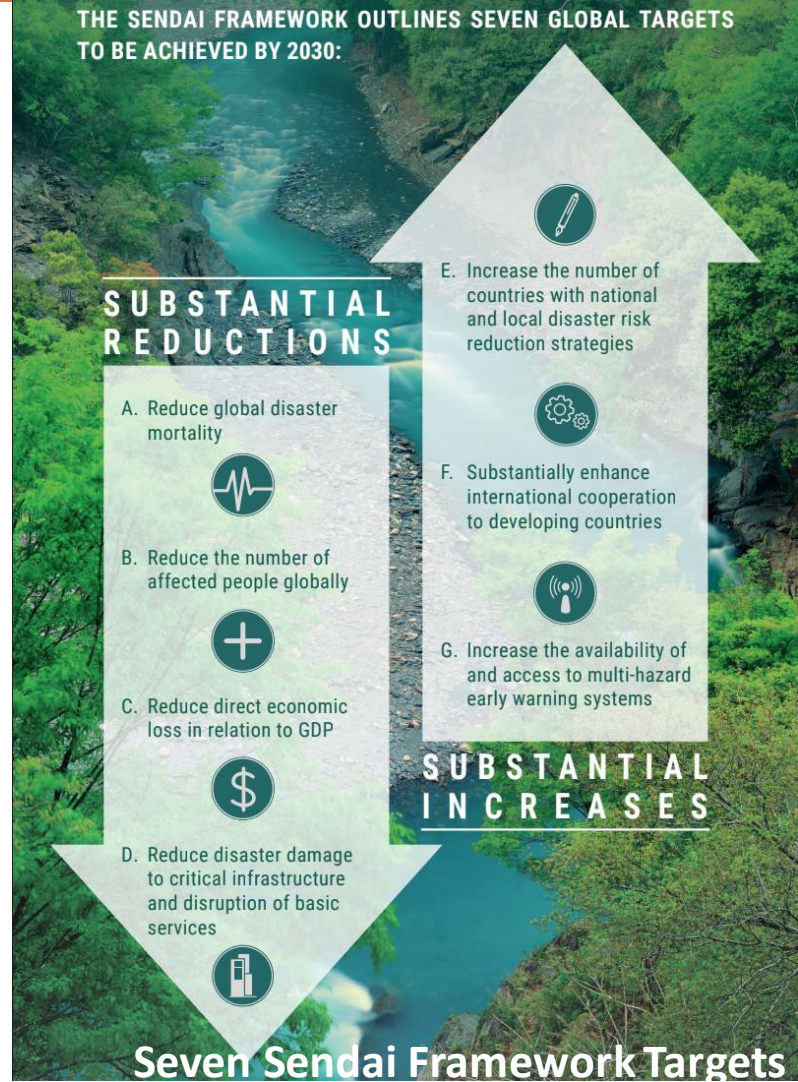 THE SENDAI FRAMEWORK OUTLINES SEVEN GLOBAL TARGETS
TO BE ACHIEVED BY 2030:
SUBSTANTIAL
REDUCTIONS
A. Reduce global disaster
mortality
B. Reduce the number of
affected people globally
C. Reduce direct economic
loss in relation to GDP
$
D. Reduce disaster damage
to critical infrastructure
and disruption of basic
services
E. Increase the number of
countries with national
and local disaster risk
reduction strategies
F. Substantially enhance
international cooperation
to developing countries
G. Increase the availability of
and access to multi-hazard
early warning systems
SUBSTANTIAL
INCREASES
Seven Sendai Framework Targets